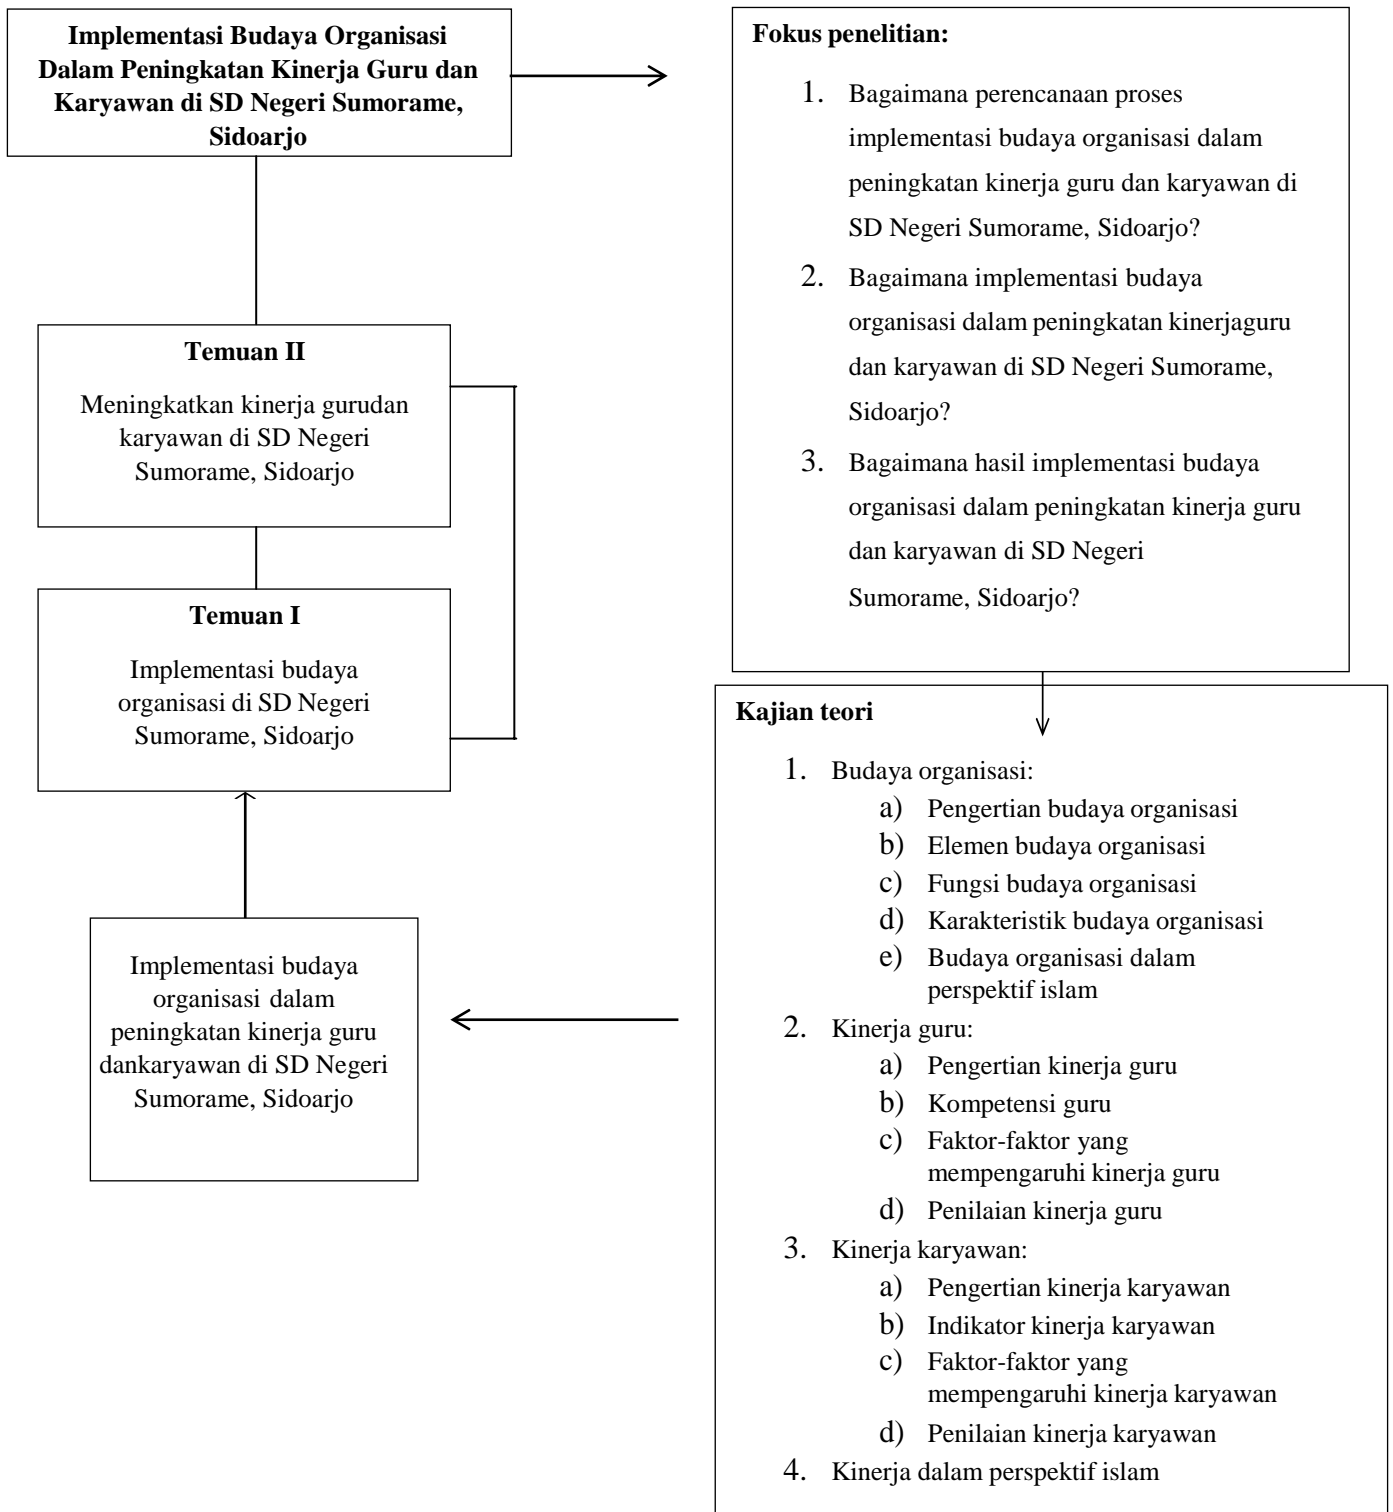 Implementasi Budaya Organisasi
Dalam Peningkatan Kinerja Guru dan
Karyawan di SD Negeri Sumorame,
Sidoarjo
Fokus penelitian:
1. Bagaimana perencanaan proses
implementasi budaya organisasi dalam
peningkatan kinerja guru dan karyawan di
SD Negeri Sumorame, Sidoarjo?
2. Bagaimana implementasi budaya
organisasi dalam peningkatan kinerjaguru
dan karyawan di SD Negeri Sumorame,
Sidoarjo?
3. Bagaimana hasil implementasi budaya
organisasi dalam peningkatan kinerja guru
dan karyawan di SD Negeri
Sumorame, Sidoarjo?
Temuan II
Meningkatkan kinerja gurudan
karyawan di SD Negeri
Sumorame, Sidoarjo
Temuan I
Implementasi budaya
organisasi di SD Negeri
Sumorame, Sidoarjo
Implementasi budaya
organisasi dalam
peningkatan kinerja guru
dankaryawan di SD Negeri
Sumorame, Sidoarjo
Kajian teori
1. Budaya organisasi:
a) Pengertian budaya organisasi
b) Elemen budaya organisasi
c) Fungsi budaya organisasi
d) Karakteristik budaya organisasi
e) Budaya organisasi dalam
perspektif islam
2. Kinerja guru:
a) Pengertian kinerja guru
b) Kompetensi guru
c) Faktor-faktor yang
mempengaruhi kinerja guru
d) Penilaian kinerja guru
3. Kinerja karyawan:
a) Pengertian kinerja karyawan
b) Indikator kinerja karyawan
c) Faktor-faktor yang
mempengaruhi kinerja karyawan
d) Penilaian kinerja karyawan
4. Kinerja dalam perspektif islam